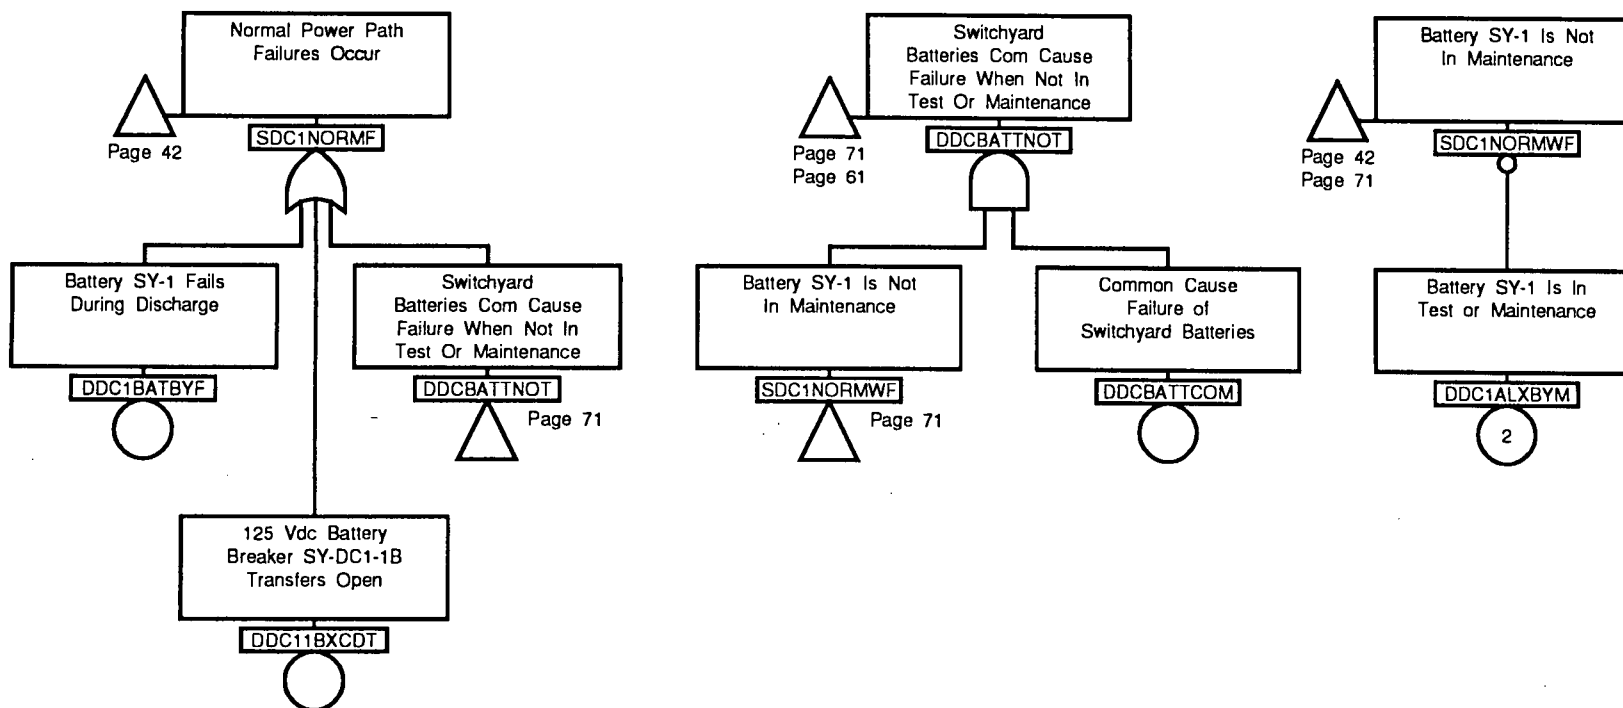 Normal Power Path
Failures Occur
Page 42
SDC1NORMF
Battery SY-1 Fails
During Discharge
DDC1BATBYF
Switchyard
Batteries Com Cause
Failure When Not In
Test Or Maintenance
DDCBATTNOT
Page 71
125 Vdc Battery
Breaker SY-DC1-1B
Transfers Open
DDC11BXCDT
Switchyard
Batteries Com Cause
Failure When Not In
Test Or Maintenance
Page 71
Page 61
DDCBATTNOT
Battery SY-1 Is Not
In Maintenance
SDC1NORMWF
Page 71
Common Cause
Failure of
Switchyard Batteries
DDCBATTCOM
Battery SY-1 Is Not
In Maintenance
Page 42
Page 71
SDC1NORMWF
Battery SY-1 Is In
Test or Maintenance
DDC1ALXBYM
2